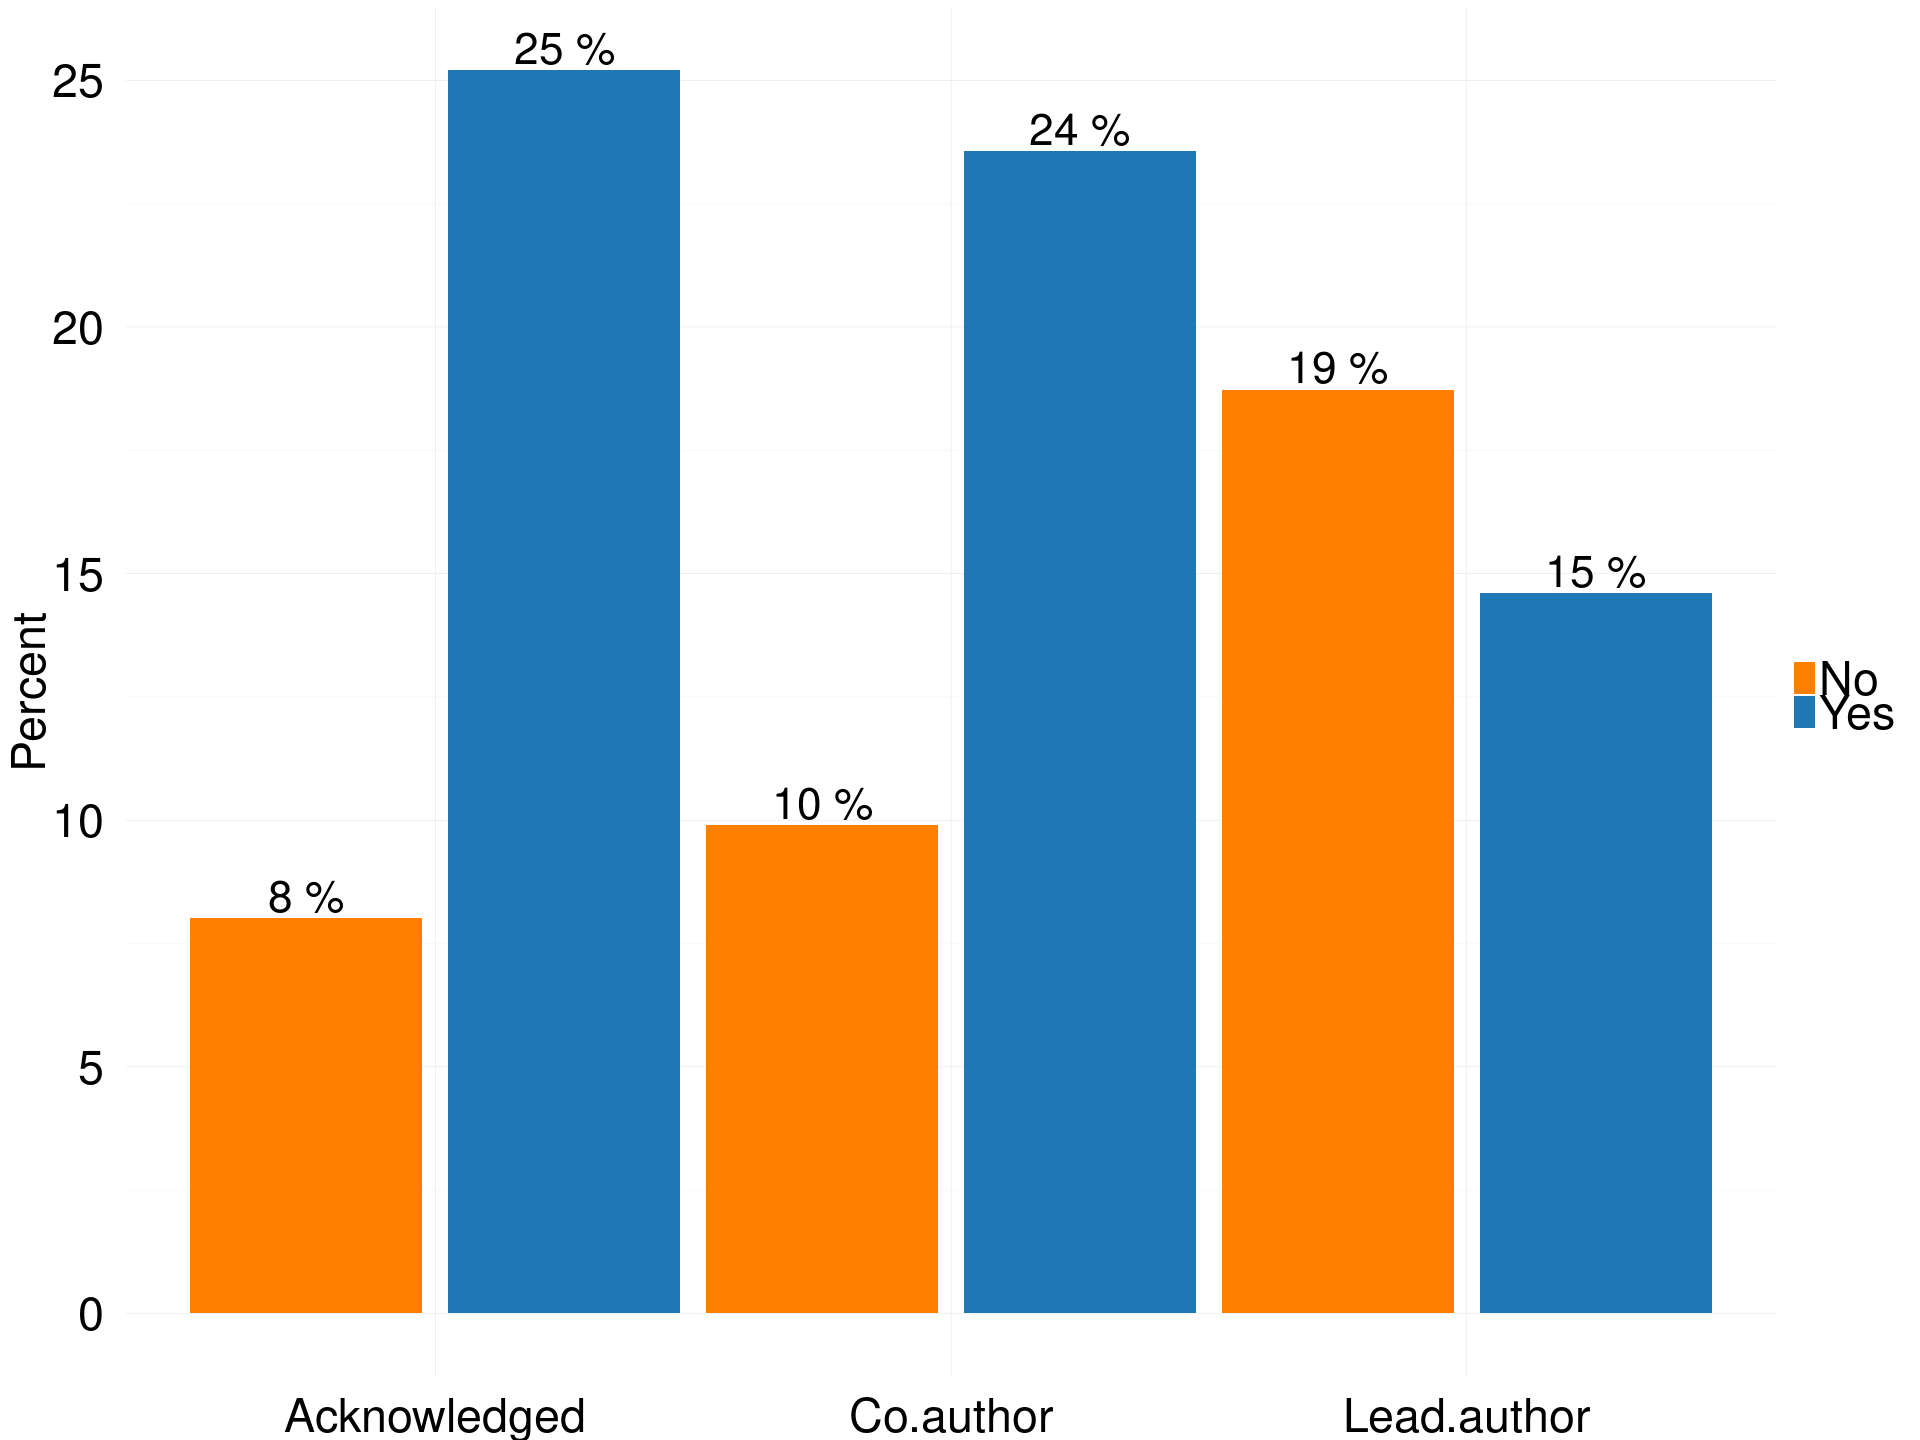 25 %
25
24 %
20
19 %
15 %
15
Percent
No
Yes
10 %
10
8 %
5
0
Acknowledged
Co.author
Lead.author